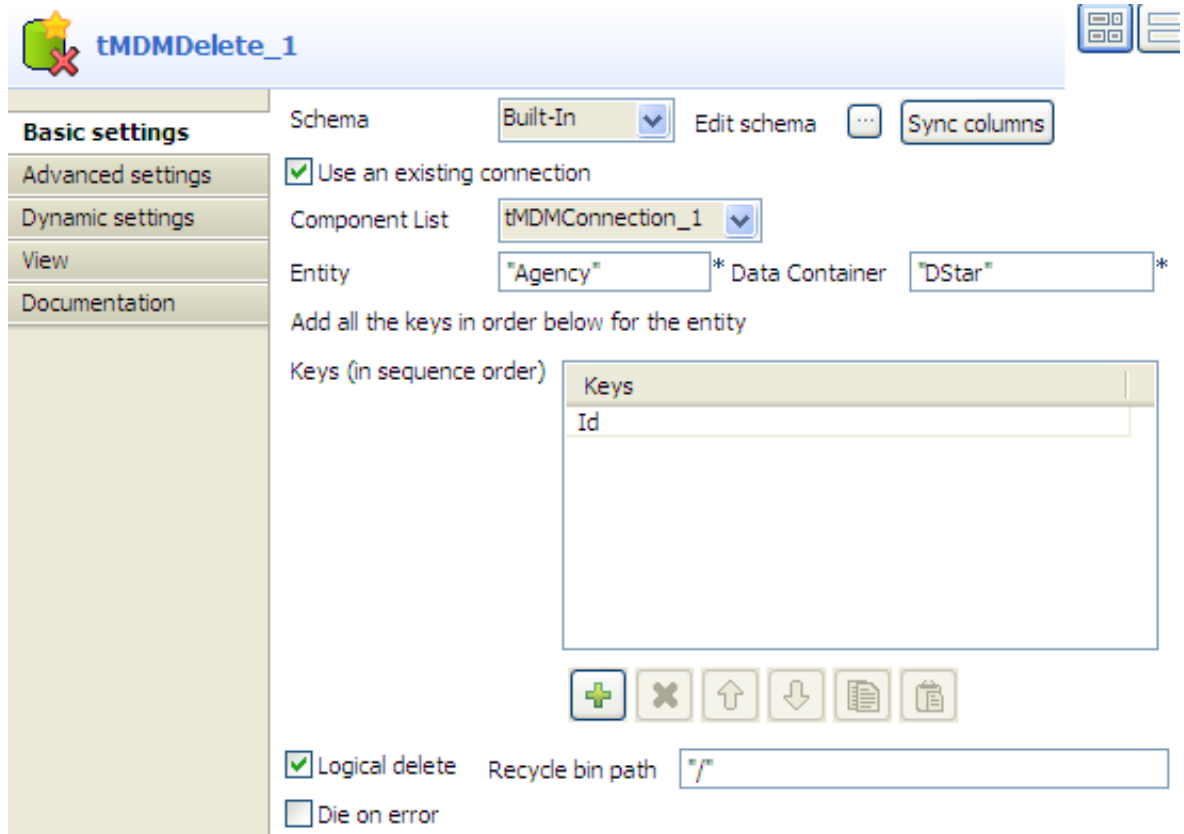 tMDMDelete_1
Basic settings
Advanced settings
Dynamic settings
View
Documentation
Schema Built-In Edit schema ... Sync columns
Use an existing connection
Component List tMDMConnection_1
Entity "Agency" * Data Container "DStar" *
Add all the keys in order below for the entity
Keys (in sequence order)
Keys
Id
Logical delete Recycle bin path "/"
Die on error